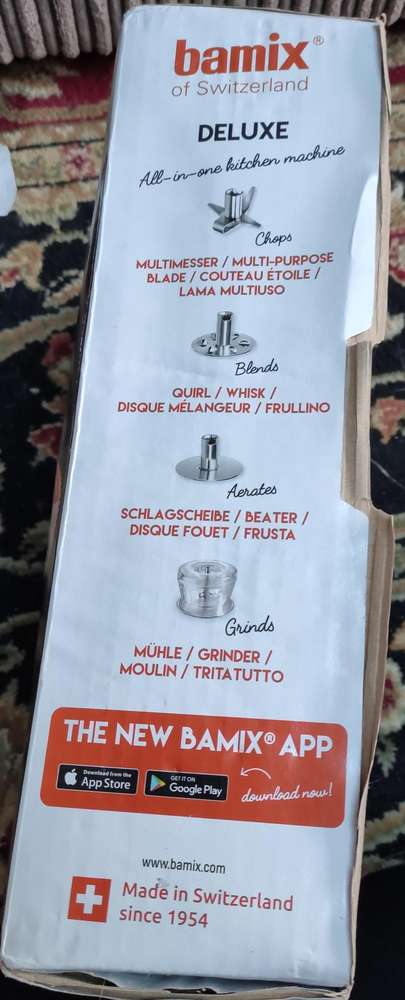 bamix®
of Switzerland
DELUXE
All-in-one kitchen machine
Chops
MULTIMESSER / MULTI-PURPOSE
BLADE / COUTEAU ÉTOILE /
LAMA MULTIUSO
Blends
QUIRL / WHISK /
DISQUE MÉLANGEUR / FRULLINO
Aerates
SCHLAGSCHEIBE / BEATER /
DISQUE FOUET / FRUSTA
Grinds
MÜHLE / GRINDER /
MOULIN / TRITATUTTO
THE NEW BAMIX® APP
Download from the
App Store
GET IT ON
Google Play
download now!
www.bamix.com
Made in Switzerland
since 1954